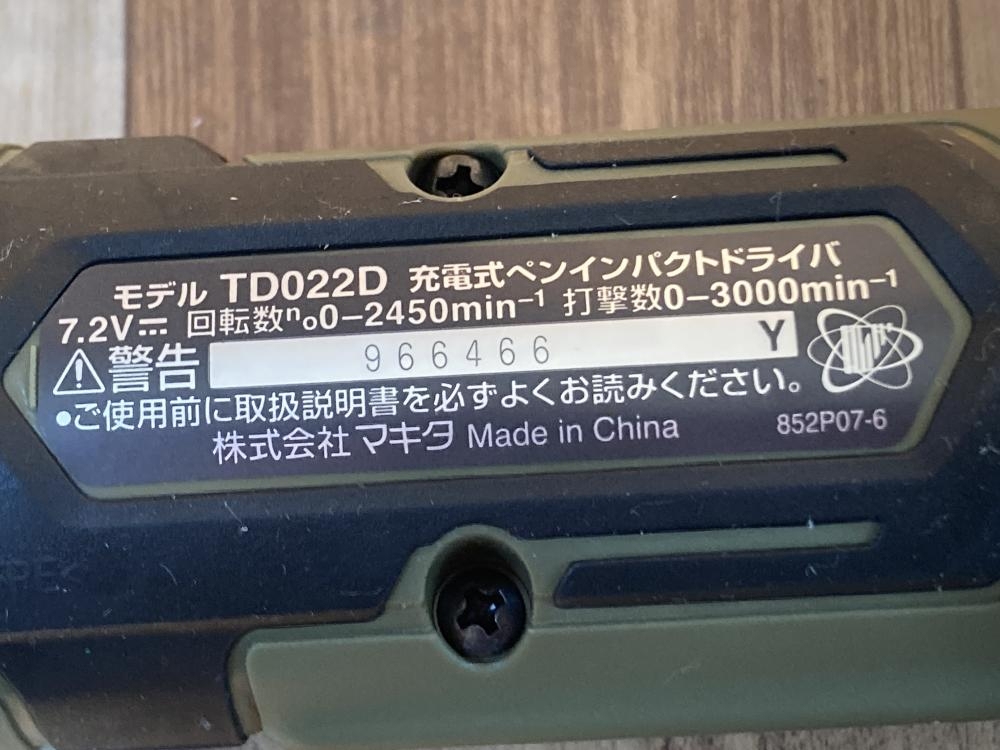 モデル TD022D 充電式ペンインパクトドライバ
7.2V⎓ 回転数n₀0−2450min⁻¹ 打撃数0−3000min⁻¹
⚠警告 966466 Y
●ご使用前に取扱説明書を必ずよくお読みください。
株式会社マキタ Made in China 852P07-6